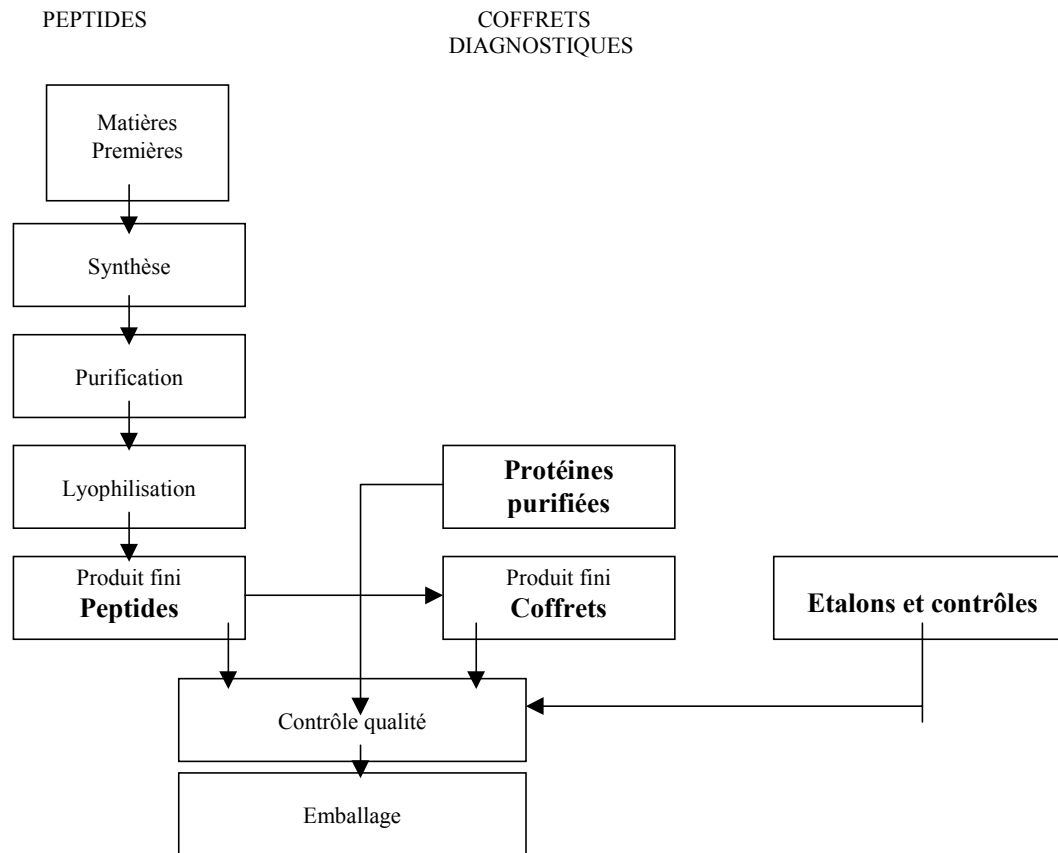 PEPTIDES
COFFRETS
DIAGNOSTIQUES
Matières
Premières
Synthèse
Purification
Lyophilisation
Protéines
purifiées
Produit fini
Peptides
Produit fini
Coffrets
Etalons et contrôles
Contrôle qualité
Emballage